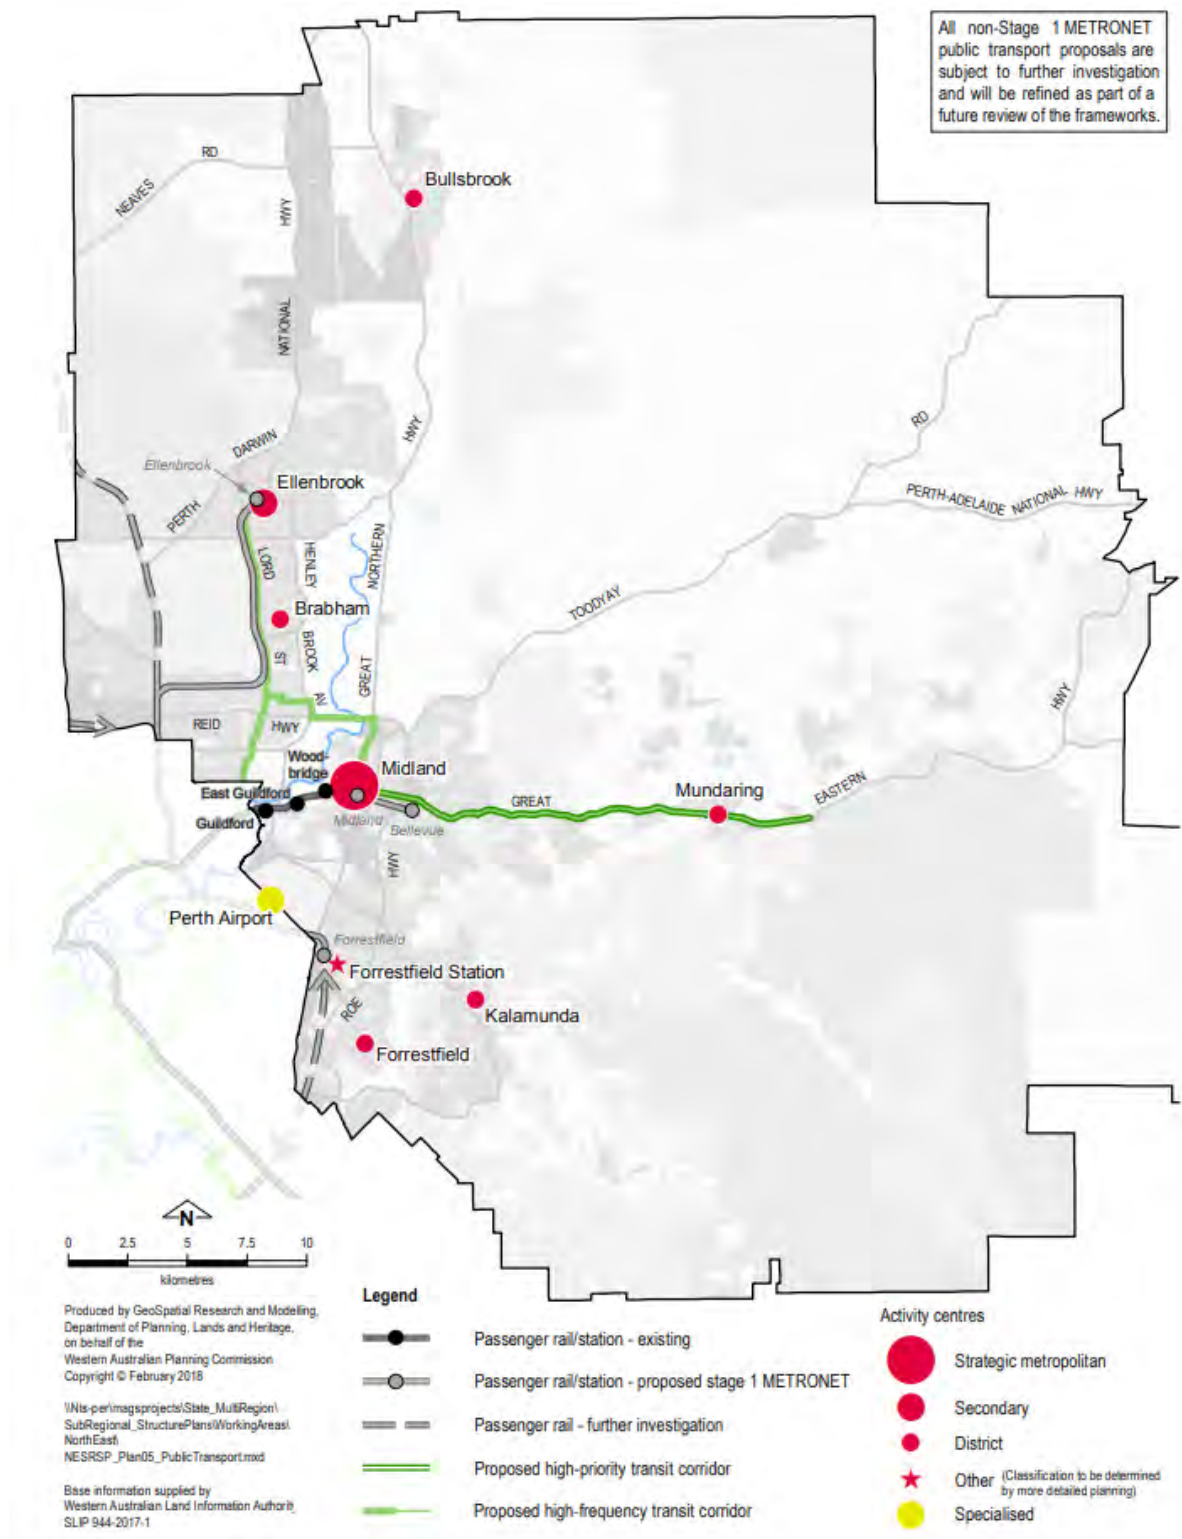 All non-Stage 1 METRONET
public transport proposals are
subject to further investigation
and will be refined as part of a
future review of the frameworks.
RD
NEAVES
HWY
Bullsbrook
NATIONAL
HWY
RD
DARWIN
Ellenbrook
Ellenbrook
PERTH-ADELAIDE NATIONAL HWY
PERTH
LORD
HENLEY
NORTHERN
TOODYAY
Brabham
ST
BROOK
GREAT
AV
HWY
REID
HWY
Wood-
bridge
Midland
East Guildford
Mundaring
EASTERN
GREAT
Guildford
Midland
Bellevue
HWY
Perth Airport
Forrestfield
Forrestfield Station
ROE
Kalamunda
Forrestfield
N
0 2.5 5 7.5 10
kilometres
Produced by GeoSpatial Research and Modelling,
Department of Planning, Lands and Heritage,
on behalf of the
Western Australian Planning Commission
Copyright © February 2018
\\Nts-per\magsprojects\State_MultiRegion\
SubRegional_StructurePlans\WorkingAreas\
NorthEast\
NESRSP_Plan05_PublicTransport.mxd
Base information supplied by
Western Australian Land Information Authority,
SLIP 944-2017-1
Legend
Passenger rail/station - existing
Passenger rail/station - proposed stage 1 METRONET
Passenger rail - further investigation
Proposed high-priority transit corridor
Proposed high-frequency transit corridor
Activity centres
Strategic metropolitan
Secondary
District
Other (Classification to be determined
by more detailed planning)
Specialised